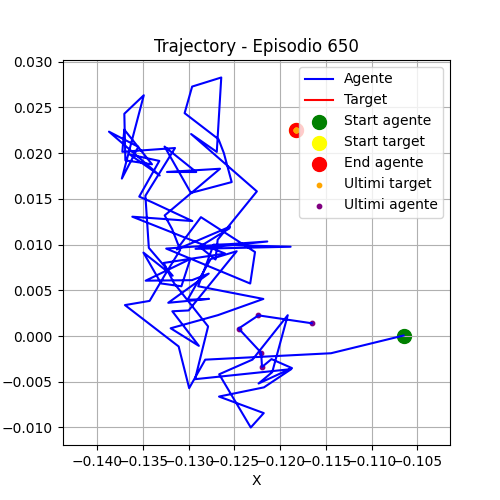 Trajectory - Episodio 650
0.030
0.025
0.020
0.015
0.010
0.005
0.000
−0.005
−0.010
Agente
Target
Start agente
Start target
End agente
Ultimi target
Ultimi agente
−0.140−0.135−0.130−0.125−0.120−0.115−0.110−0.105
X